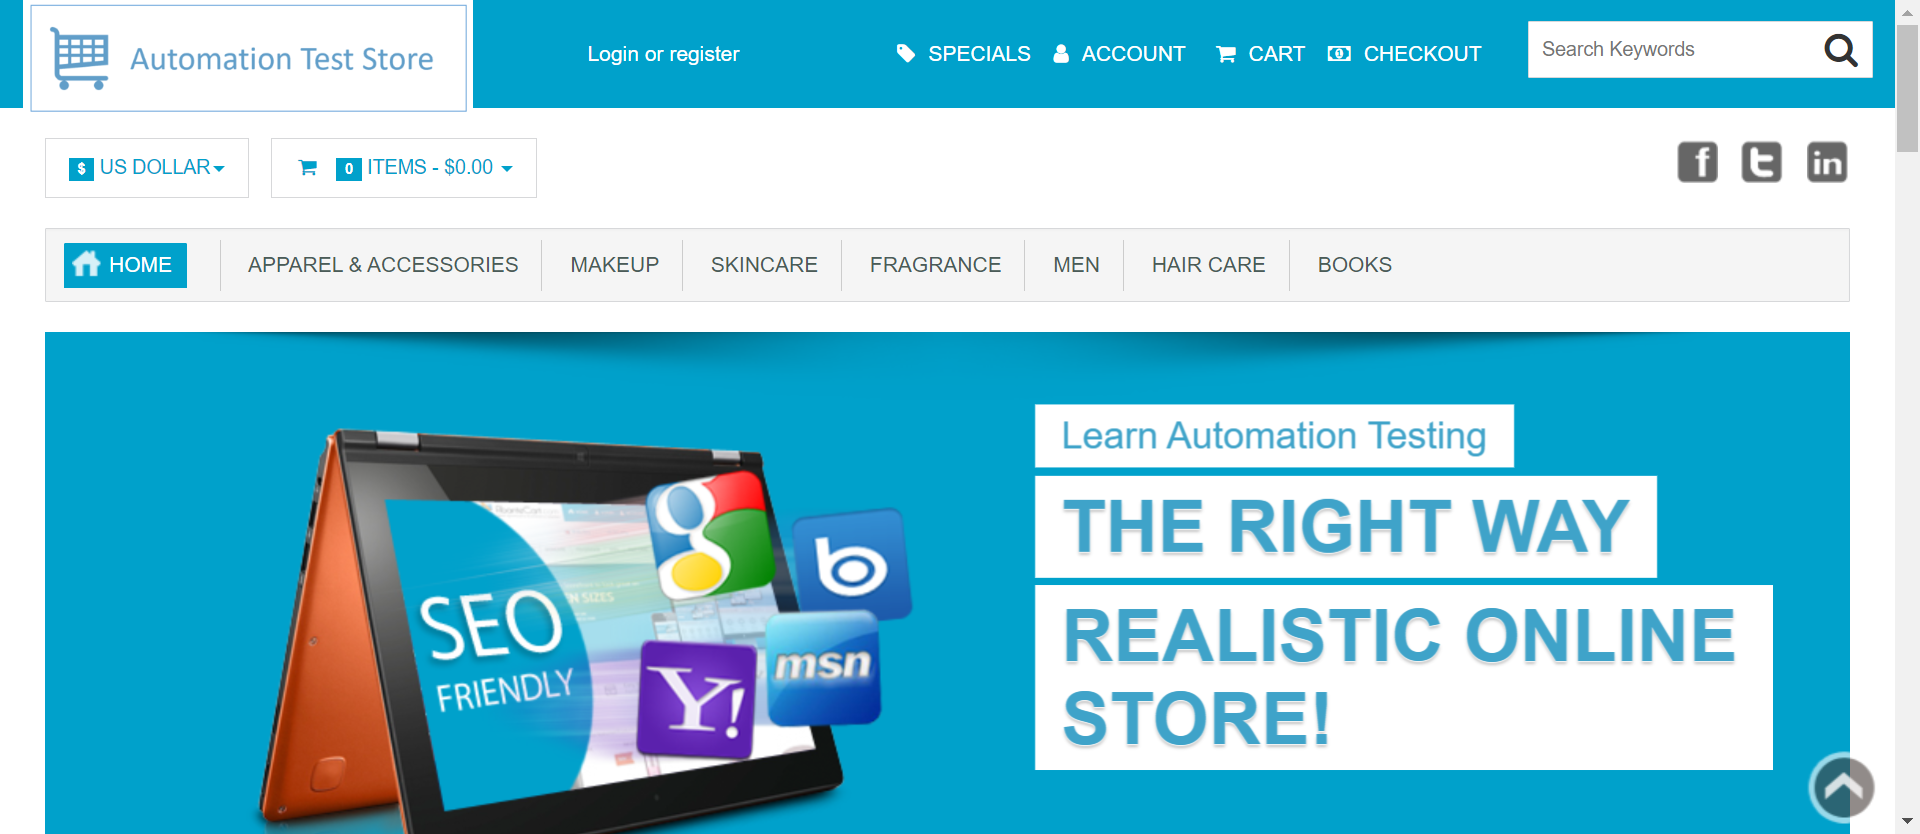 Automation Test Store
Login or register
SPECIALS ACCOUNT CART CHECKOUT
Search Keywords
$ US DOLLAR
0 ITEMS - $0.00
f t in
HOME APPAREL & ACCESSORIES MAKEUP SKINCARE FRAGRANCE MEN HAIR CARE BOOKS
Learn Automation Testing
THE RIGHT WAY
REALISTIC ONLINE
STORE!
SEO
FRIENDLY
g
b
Y!
msn